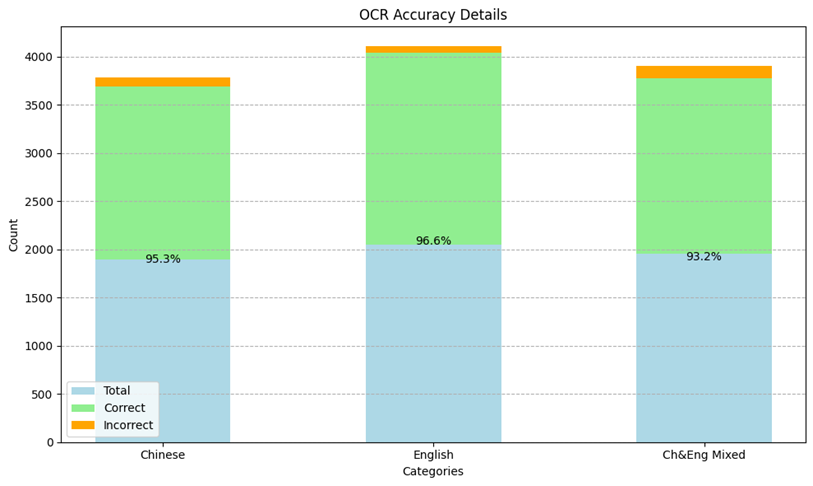 OCR Accuracy Details
4000
3500
3000
2500
2000
1500
1000
500
0
Count
95.3%
96.6%
93.2%
Total
Correct
Incorrect
Chinese
English
Ch&Eng Mixed
Categories